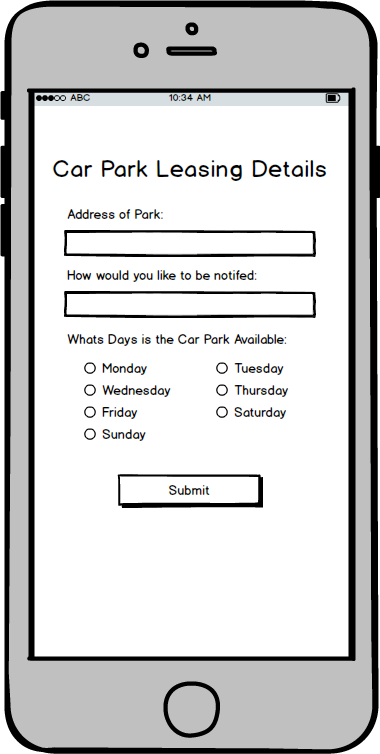 ABC 10:34 AM
Car Park Leasing Details
Address of Park:
How would you like to be notifed:
Whats Days is the Car Park Available:
Monday Tuesday
Wednesday Thursday
Friday Saturday
Sunday
Submit